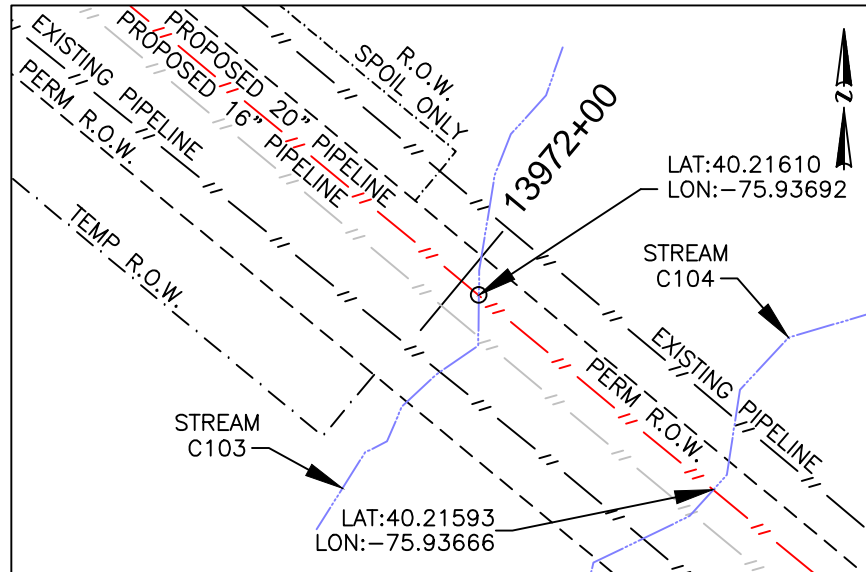 PROPOSED 20" PIPELINE
PROPOSED 16" PIPELINE
EXISTING PIPELINE
PERM R.O.W.
TEMP R.O.W.
R.O.W.
SPOIL ONLY
13972+00
N
LAT:40.21610
LON:-75.93692
STREAM
C104
EXISTING PIPELINE
PERM R.O.W.
STREAM
C103
LAT:40.21593
LON:-75.93666